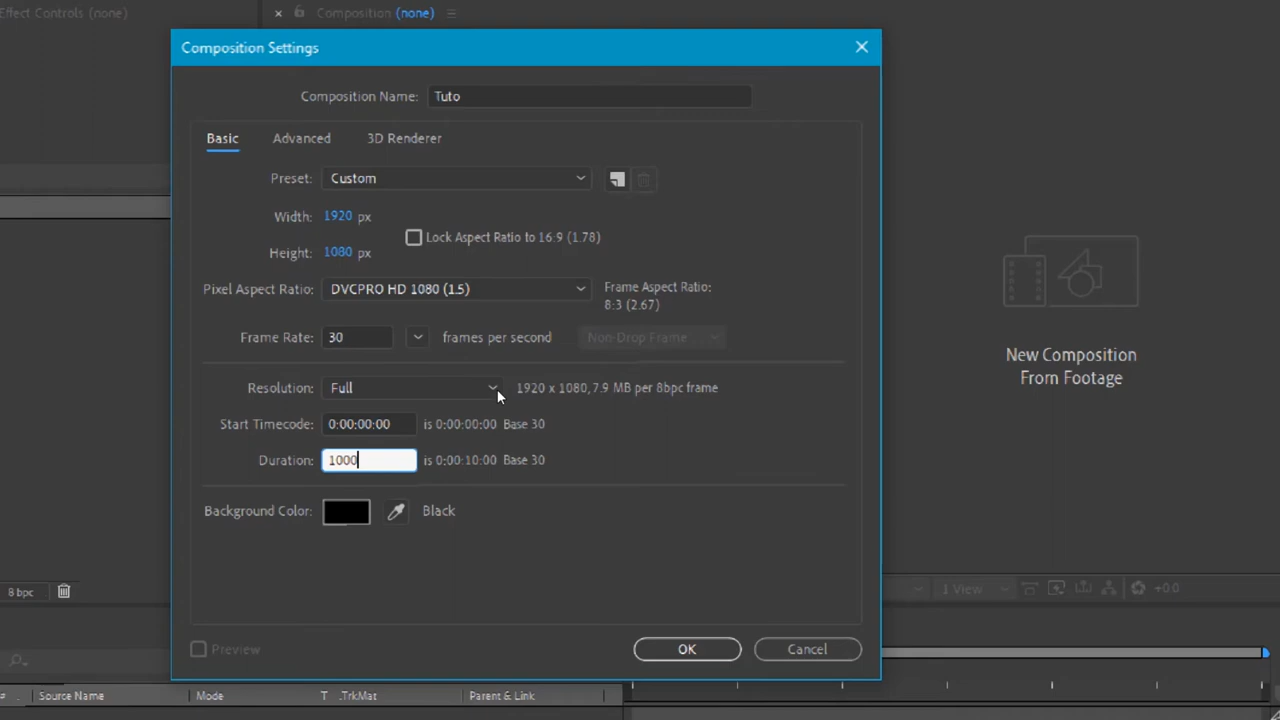 Effect Controls (none)
× Composition (none)
Composition Settings
Composition Name: Tuto
Basic Advanced 3D Renderer
Preset: Custom
Width: 1920 px
Lock Aspect Ratio to 16:9 (1.78)
Height: 1080 px
Pixel Aspect Ratio: DVCPRO HD 1080 (1.5)
Frame Aspect Ratio:
8:3 (2.67)
Frame Rate: 30 frames per second Non-Drop Frame
Resolution: Full 1920 x 1080, 7.9 MB per 8bpc frame
Start Timecode: 0:00:00:00 is 0:00:00:00 Base 30
Duration: 1000 is 0:00:10:00 Base 30
Background Color: Black
Preview OK Cancel
New Composition
From Footage
8 bpc
1 View +0.0
# Source Name Mode T .TrkMat Parent & Link